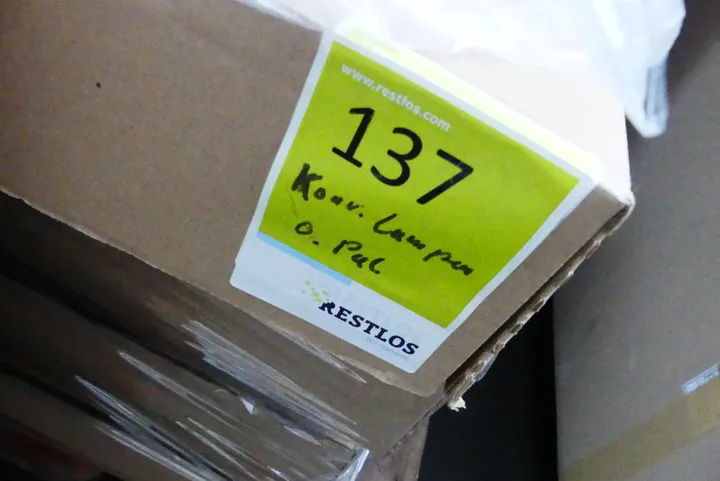 www.restlos.com
137
Konv. Lampen
o. Pal
RESTLOS